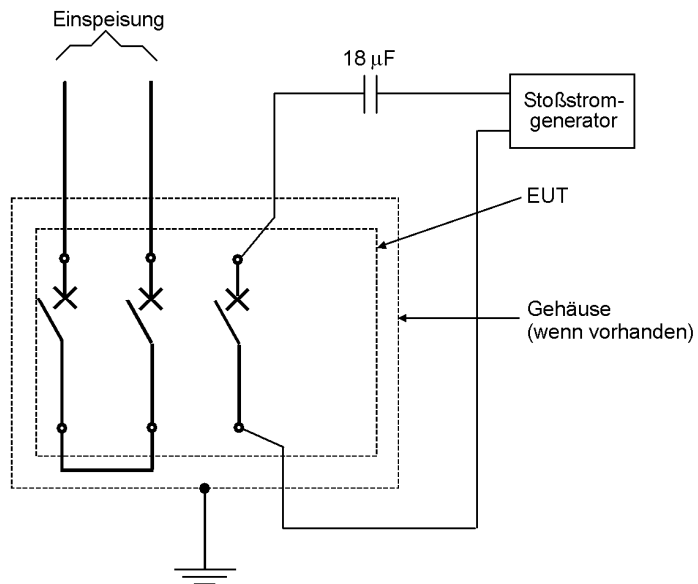 Einspeisung
18 µF
Stoßstrom-
generator
EUT
Gehäuse
(wenn vorhanden)